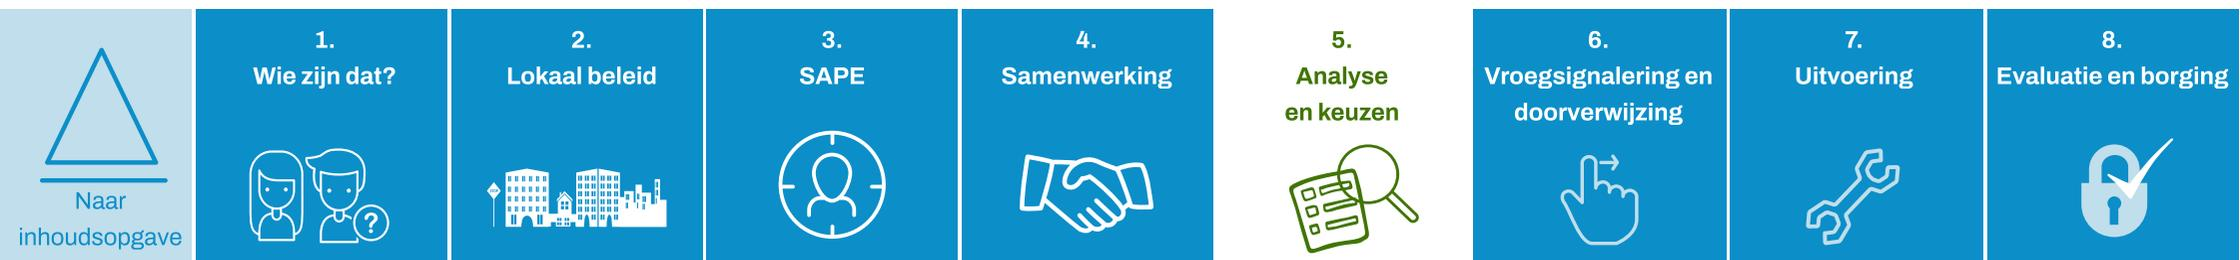 Naar
inhoudsopgave
1.
Wie zijn dat?
?
2.
Lokaal beleid
3.
SAPE
4.
Samenwerking
5.
Analyse
en keuzen
6.
Vroegsignalering en
doorverwijzing
7.
Uitvoering
8.
Evaluatie en borging